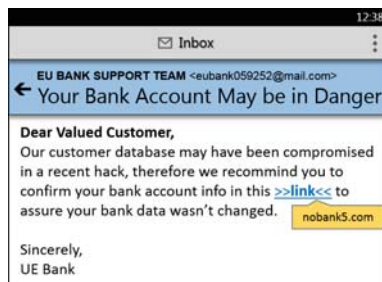 12:38
Inbox
EU BANK SUPPORT TEAM <eubank059252@mail.com>
Your Bank Account May be in Danger
Dear Valued Customer,
Our customer database may have been compromised
in a recent hack, therefore we recommind you to
confirm your bank account info in this >>link<< to
assure your bank data wasn't changed.
nobank5.com
Sincerely,
UE Bank